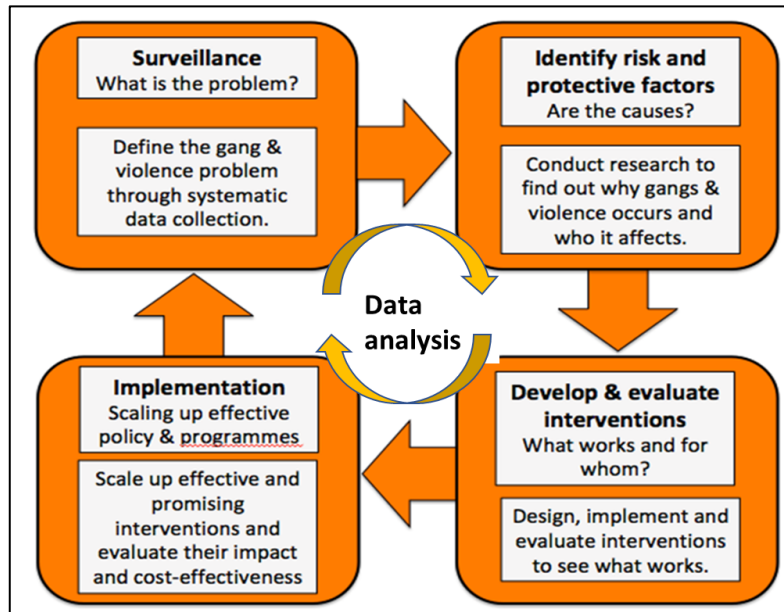 Surveillance
What is the problem?
Define the gang &
violence problem
through systematic
data collection.
Identify risk and
protective factors
Are the causes?
Conduct research to
find out why gangs &
violence occurs and
who it affects.
Data
analysis
Implementation
Scaling up effective
policy & programmes
Scale up effective and
promising
interventions and
evaluate their impact
and cost-effectiveness
Develop & evaluate
interventions
What works and for
whom?
Design, implement and
evaluate interventions
to see what works.